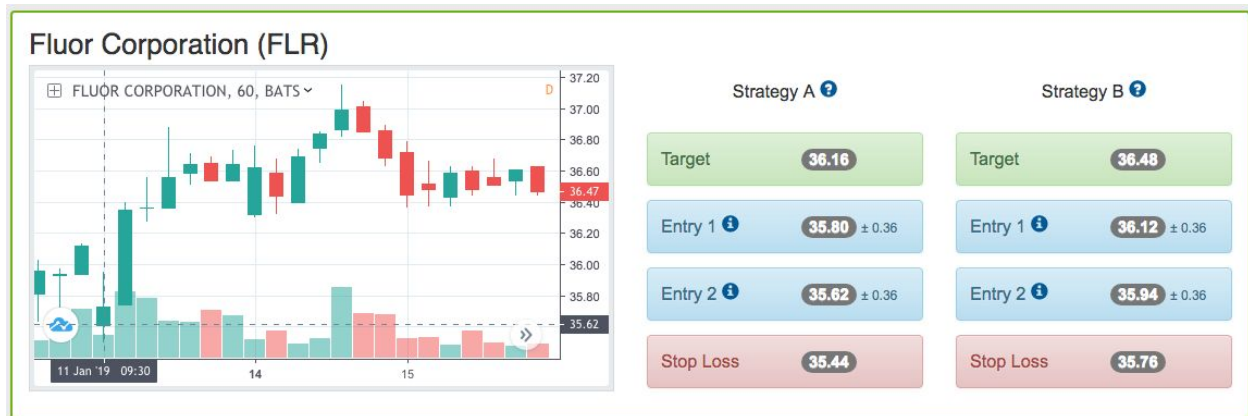 Fluor Corporation (FLR)
FLUOR CORPORATION, 60, BATS
D
37.20
37.00
36.80
36.60
36.47
36.40
36.20
36.00
35.80
35.62
11 Jan '19 09:30
14
15
Strategy A ?
Target 36.16
Entry 1 i 35.80 ± 0.36
Entry 2 i 35.62 ± 0.36
Stop Loss 35.44
Strategy B ?
Target 36.48
Entry 1 i 36.12 ± 0.36
Entry 2 i 35.94 ± 0.36
Stop Loss 35.76